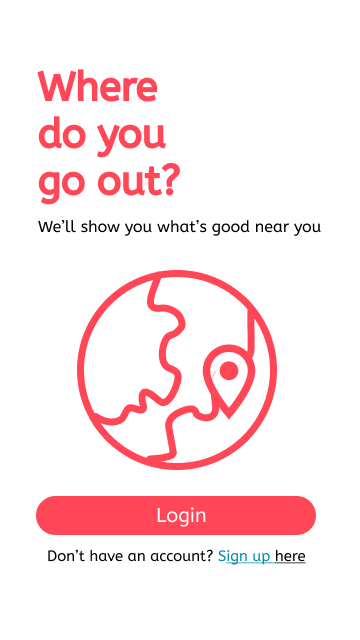 Where
do you
go out?
We’ll show you what’s good near you
Login
Don’t have an account? Sign up here